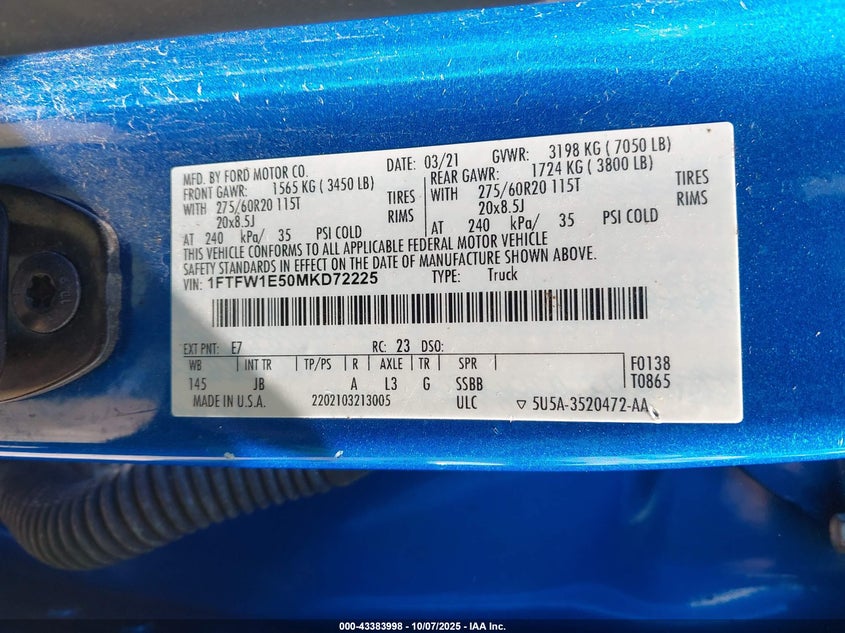 MFD. BY FORD MOTOR CO. DATE: 03/21 GVWR: 3198 KG ( 7050 LB)
FRONT GAWR: 1565 KG ( 3450 LB) REAR GAWR: 1724 KG ( 3800 LB)
WITH 275/60R20 115T TIRES WITH 275/60R20 115T TIRES
20x8.5J RIMS 20x8.5J RIMS
AT 240 kPa/ 35 PSI COLD AT 240 kPa/ 35 PSI COLD
THIS VEHICLE CONFORMS TO ALL APPLICABLE FEDERAL MOTOR VEHICLE
SAFETY STANDARDS IN EFFECT ON THE DATE OF MANUFACTURE SHOWN ABOVE.
VIN: 1FTFW1E50MKD72225 TYPE: Truck
EXT PNT: E7 RC: 23 DSO:
WB INT TR TP/PS R AXLE TR SPR F0138
145 JB A L3 G SSBB T0865
MADE IN U.S.A. 2202103213005 ULC ▽ 5U5A-3520472-AA
000-43383998 - 10/07/2025 - IAA Inc.